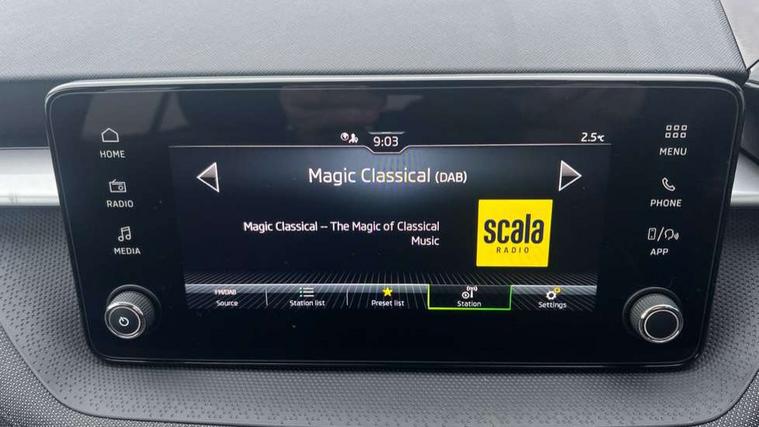 9:03
2.5°C
HOME
RADIO
MEDIA
MENU
PHONE
APP
Magic Classical (DAB)
Magic Classical -- The Magic of Classical
Music
scala
RADIO
FM/DAB
Source
Station list
Preset list
Station
Settings